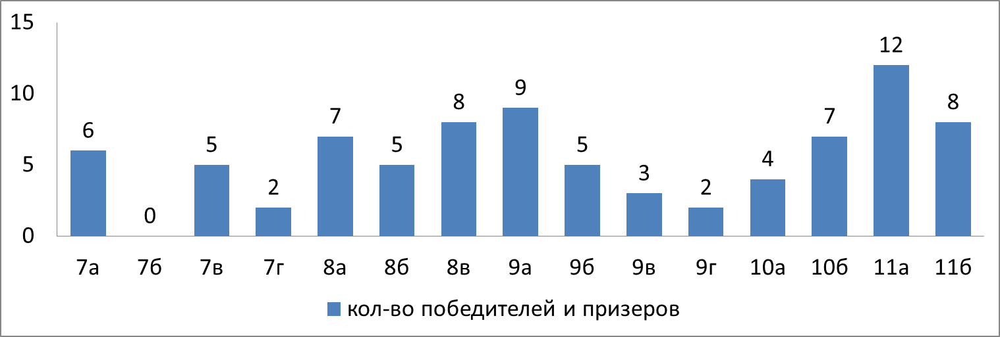 15
10
5
0
6 0 5 2 7 5 8 9 5 3 2 4 7 12 8
7а 7б 7в 7г 8а 8б 8в 9а 9б 9в 9г 10а 10б 11а 11б
кол-во победителей и призеров